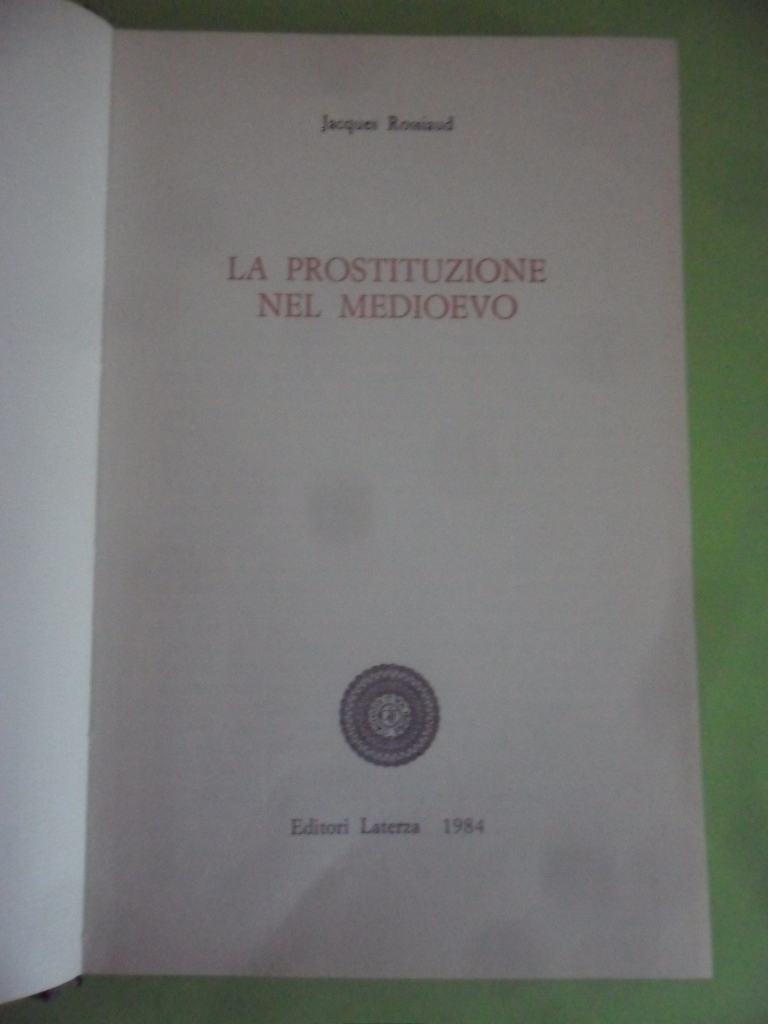 Jacques Rossiaud
LA PROSTITUZIONE
NEL MEDIOEVO
Editori Laterza 1984